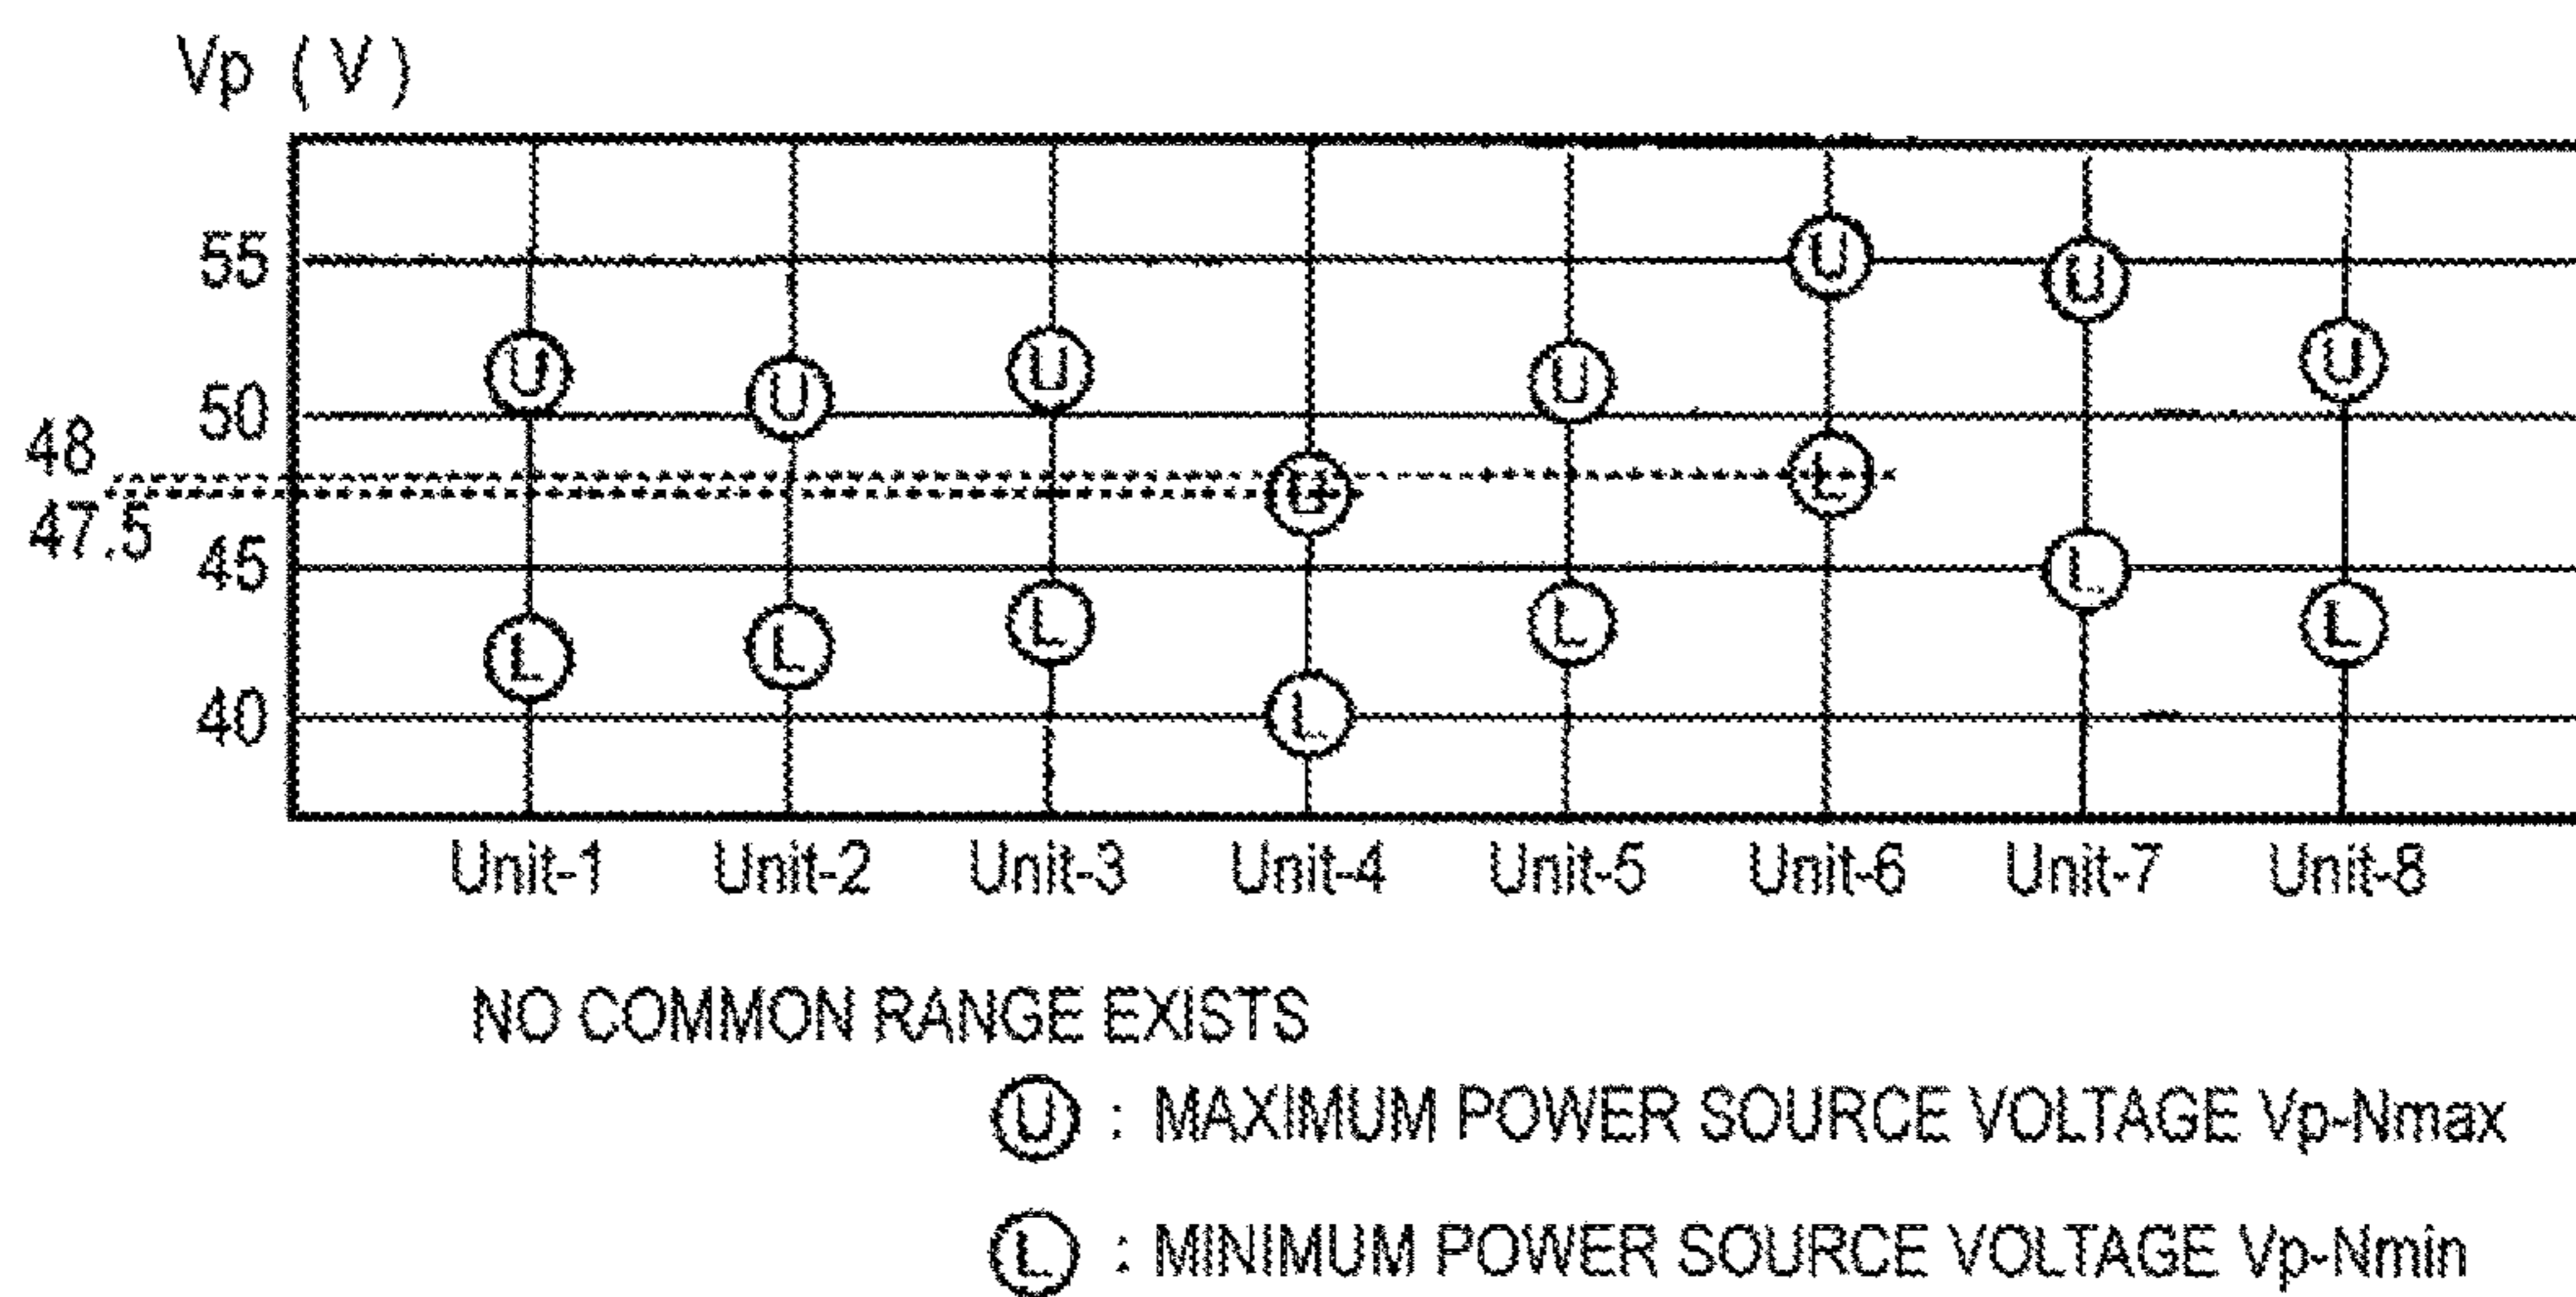 Vp (V)
55
U U
U U U U U
50
48
U L
47.5
45
L
L L L L L
40
L
Unit-1 Unit-2 Unit-3 Unit-4 Unit-5 Unit-6 Unit-7 Unit-8
NO COMMON RANGE EXISTS
U : MAXIMUM POWER SOURCE VOLTAGE Vp-Nmax
L : MINIMUM POWER SOURCE VOLTAGE Vp-Nmin